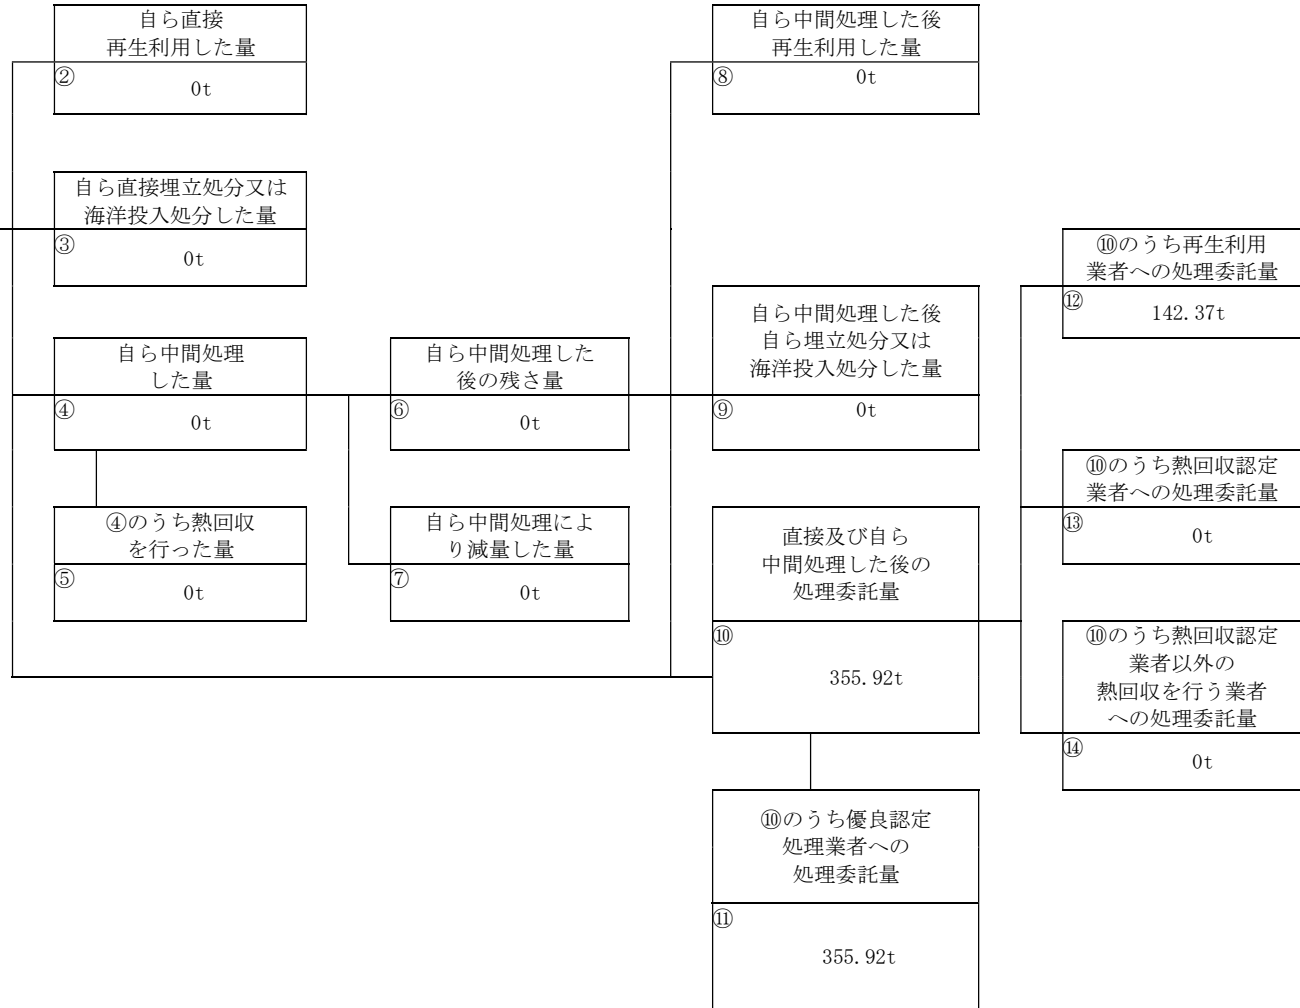 自ら直接
再生利用した量
②
0t
自ら中間処理した後
再生利用した量
⑧
0t
自ら直接埋立処分又は
海洋投入処分した量
③
0t
⑩のうち再生利用
業者への処理委託量
⑫
142.37t
自ら中間処理した後
自ら埋立処分又は
海洋投入処分した量
⑨
0t
自ら中間処理
した量
④
0t
自ら中間処理した
後の残さ量
⑥
0t
⑩のうち熱回収認定
業者への処理委託量
⑬
0t
④のうち熱回収
を行った量
⑤
0t
自ら中間処理によ
り減量した量
⑦
0t
直接及び自ら
中間処理した後の
処理委託量
⑩
355.92t
⑩のうち熱回収認定
業者以外の
熱回収を行う業者
への処理委託量
⑭
0t
⑩のうち優良認定
処理業者への
処理委託量
⑪
355.92t